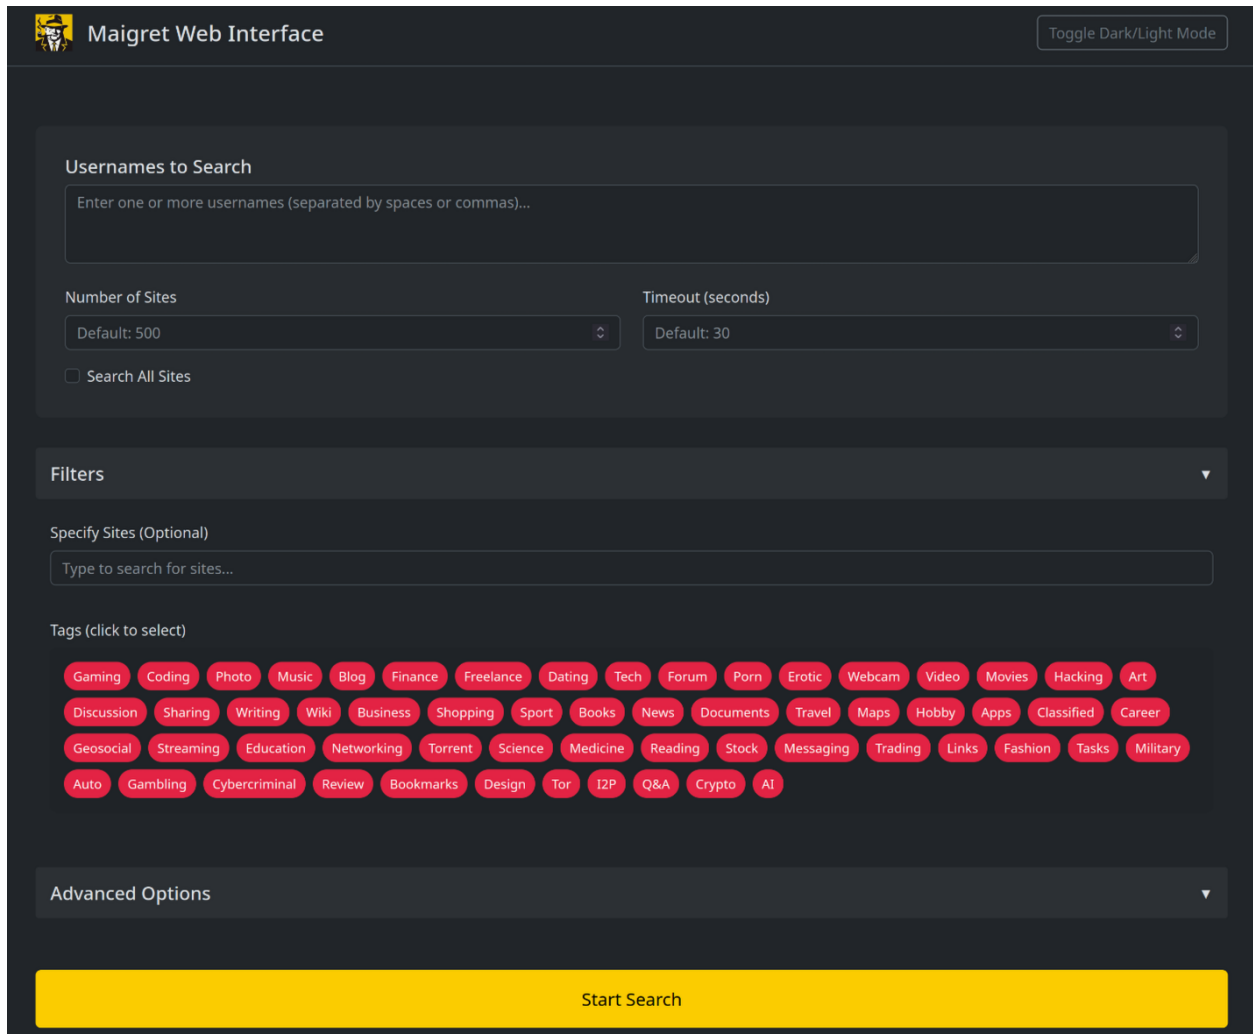 Maigret Web Interface
Toggle Dark/Light Mode
Usernames to Search
Enter one or more usernames (separated by spaces or commas)...
Number of Sites
Timeout (seconds)
Default: 500
Default: 30
Search All Sites
Filters
Specify Sites (Optional)
Type to search for sites...
Tags (click to select)
Gaming Coding Photo Music Blog Finance Freelance Dating Tech Forum Porn Erotic Webcam Video Movies Hacking Art
Discussion Sharing Writing Wiki Business Shopping Sport Books News Documents Travel Maps Hobby Apps Classified Career
Geosocial Streaming Education Networking Torrent Science Medicine Reading Stock Messaging Trading Links Fashion Tasks Military
Auto Gambling Cybercriminal Review Bookmarks Design Tor I2P Q&A Crypto AI
Advanced Options
Start Search